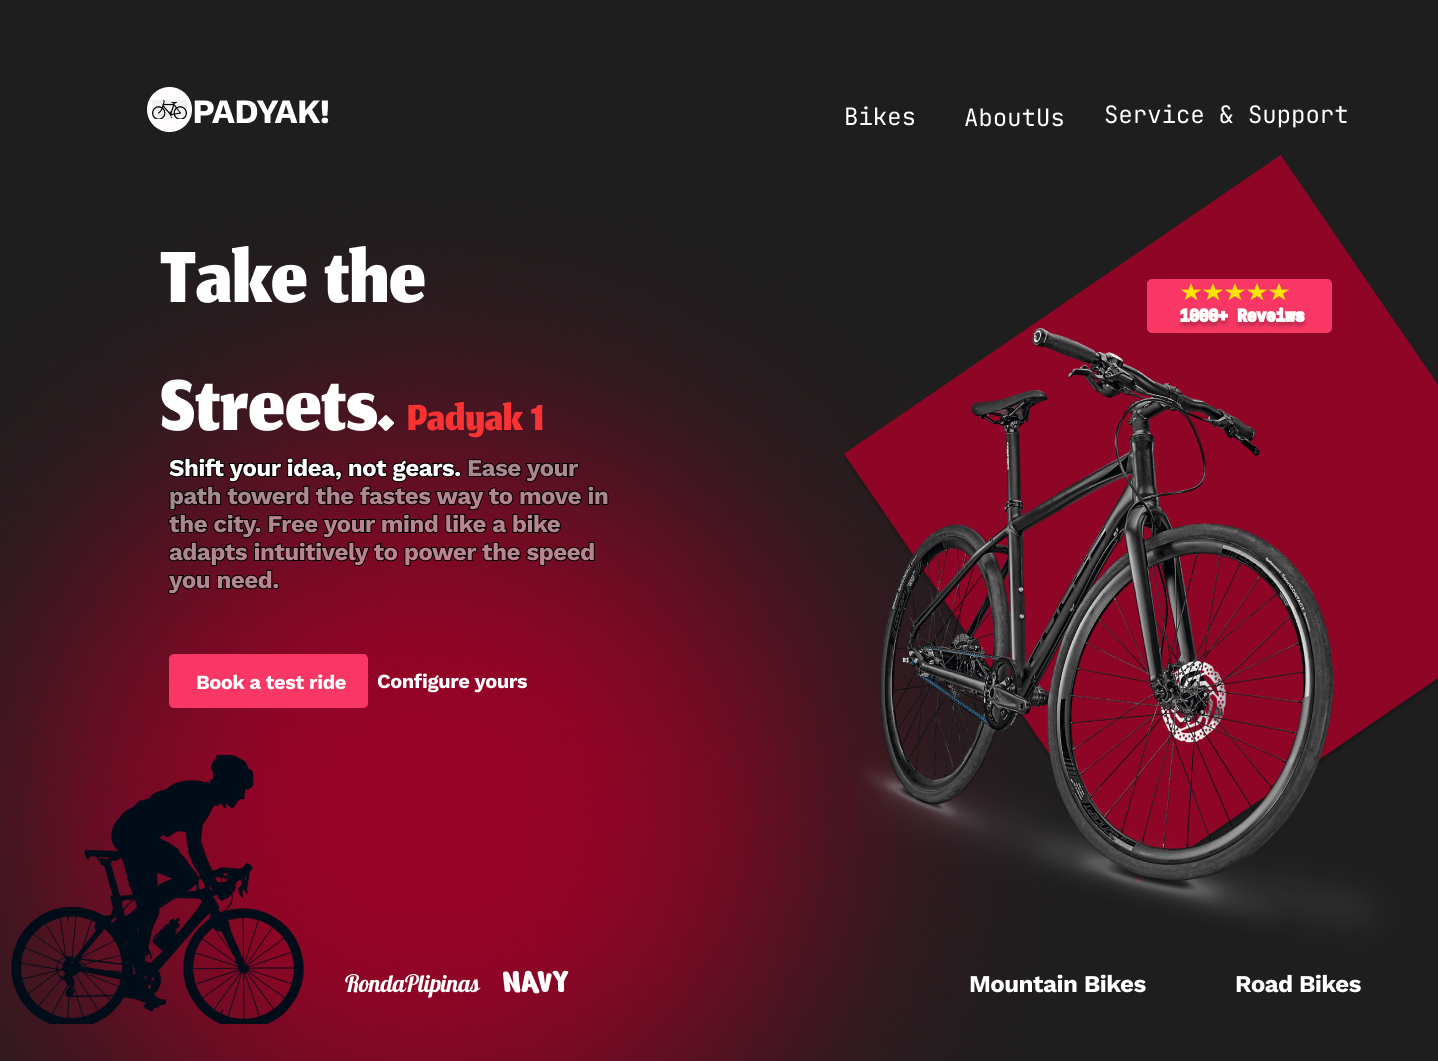 PADYAK!
Bikes AboutUs Service & Support
Take the
★★★★★
1000+ Reveiws
Streets. Padyak 1
Shift your idea, not gears. Ease your
path towerd the fastes way to move in
the city. Free your mind like a bike
adapts intuitively to power the speed
you need.
Book a test ride Configure yours
RondaPlipinas NAVY
Mountain Bikes Road Bikes